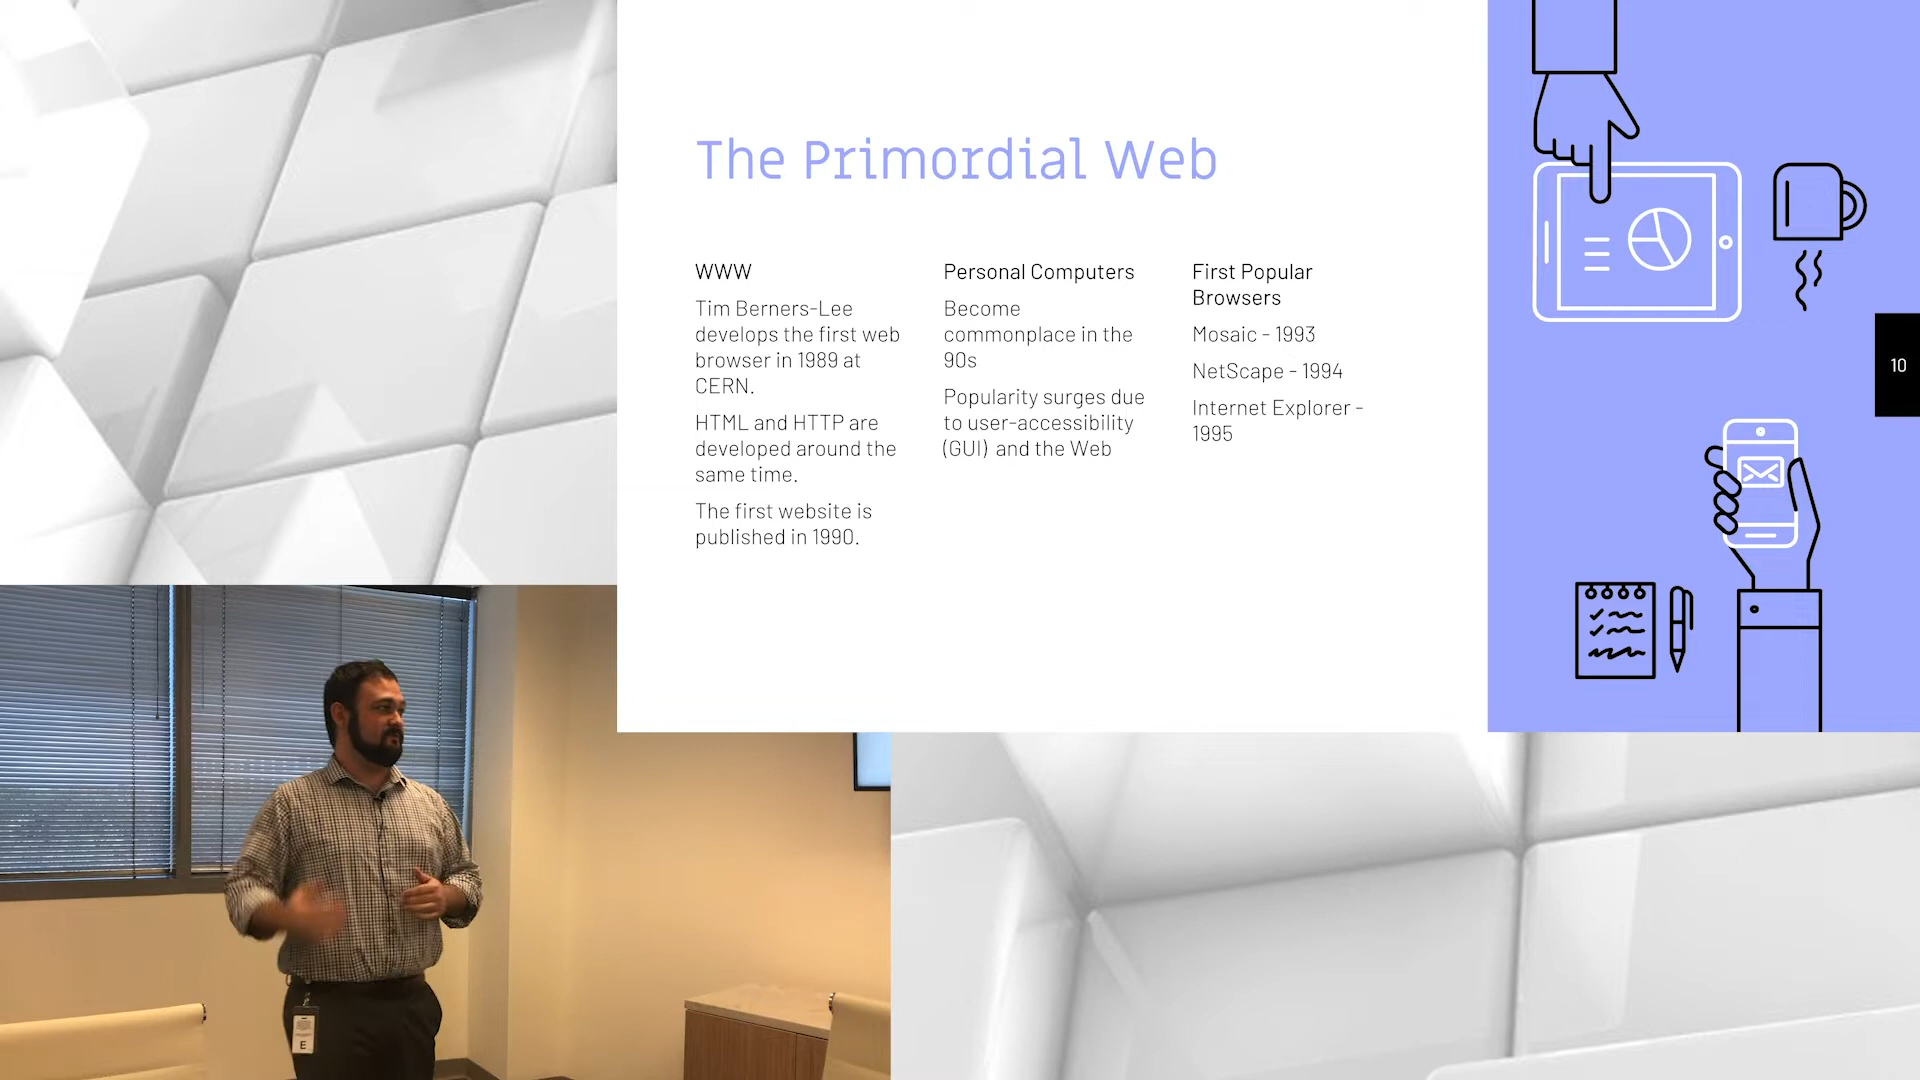 The Primordial Web
WWW
Tim Berners-Lee
develops the first web
browser in 1989 at
CERN.
HTML and HTTP are
developed around the
same time.
The first website is
published in 1990.
Personal Computers
Become
commonplace in the
90s
Popularity surges due
to user-accessibility
(GUI) and the Web
First Popular
Browsers
Mosaic - 1993
NetScape - 1994
Internet Explorer -
1995
10
E